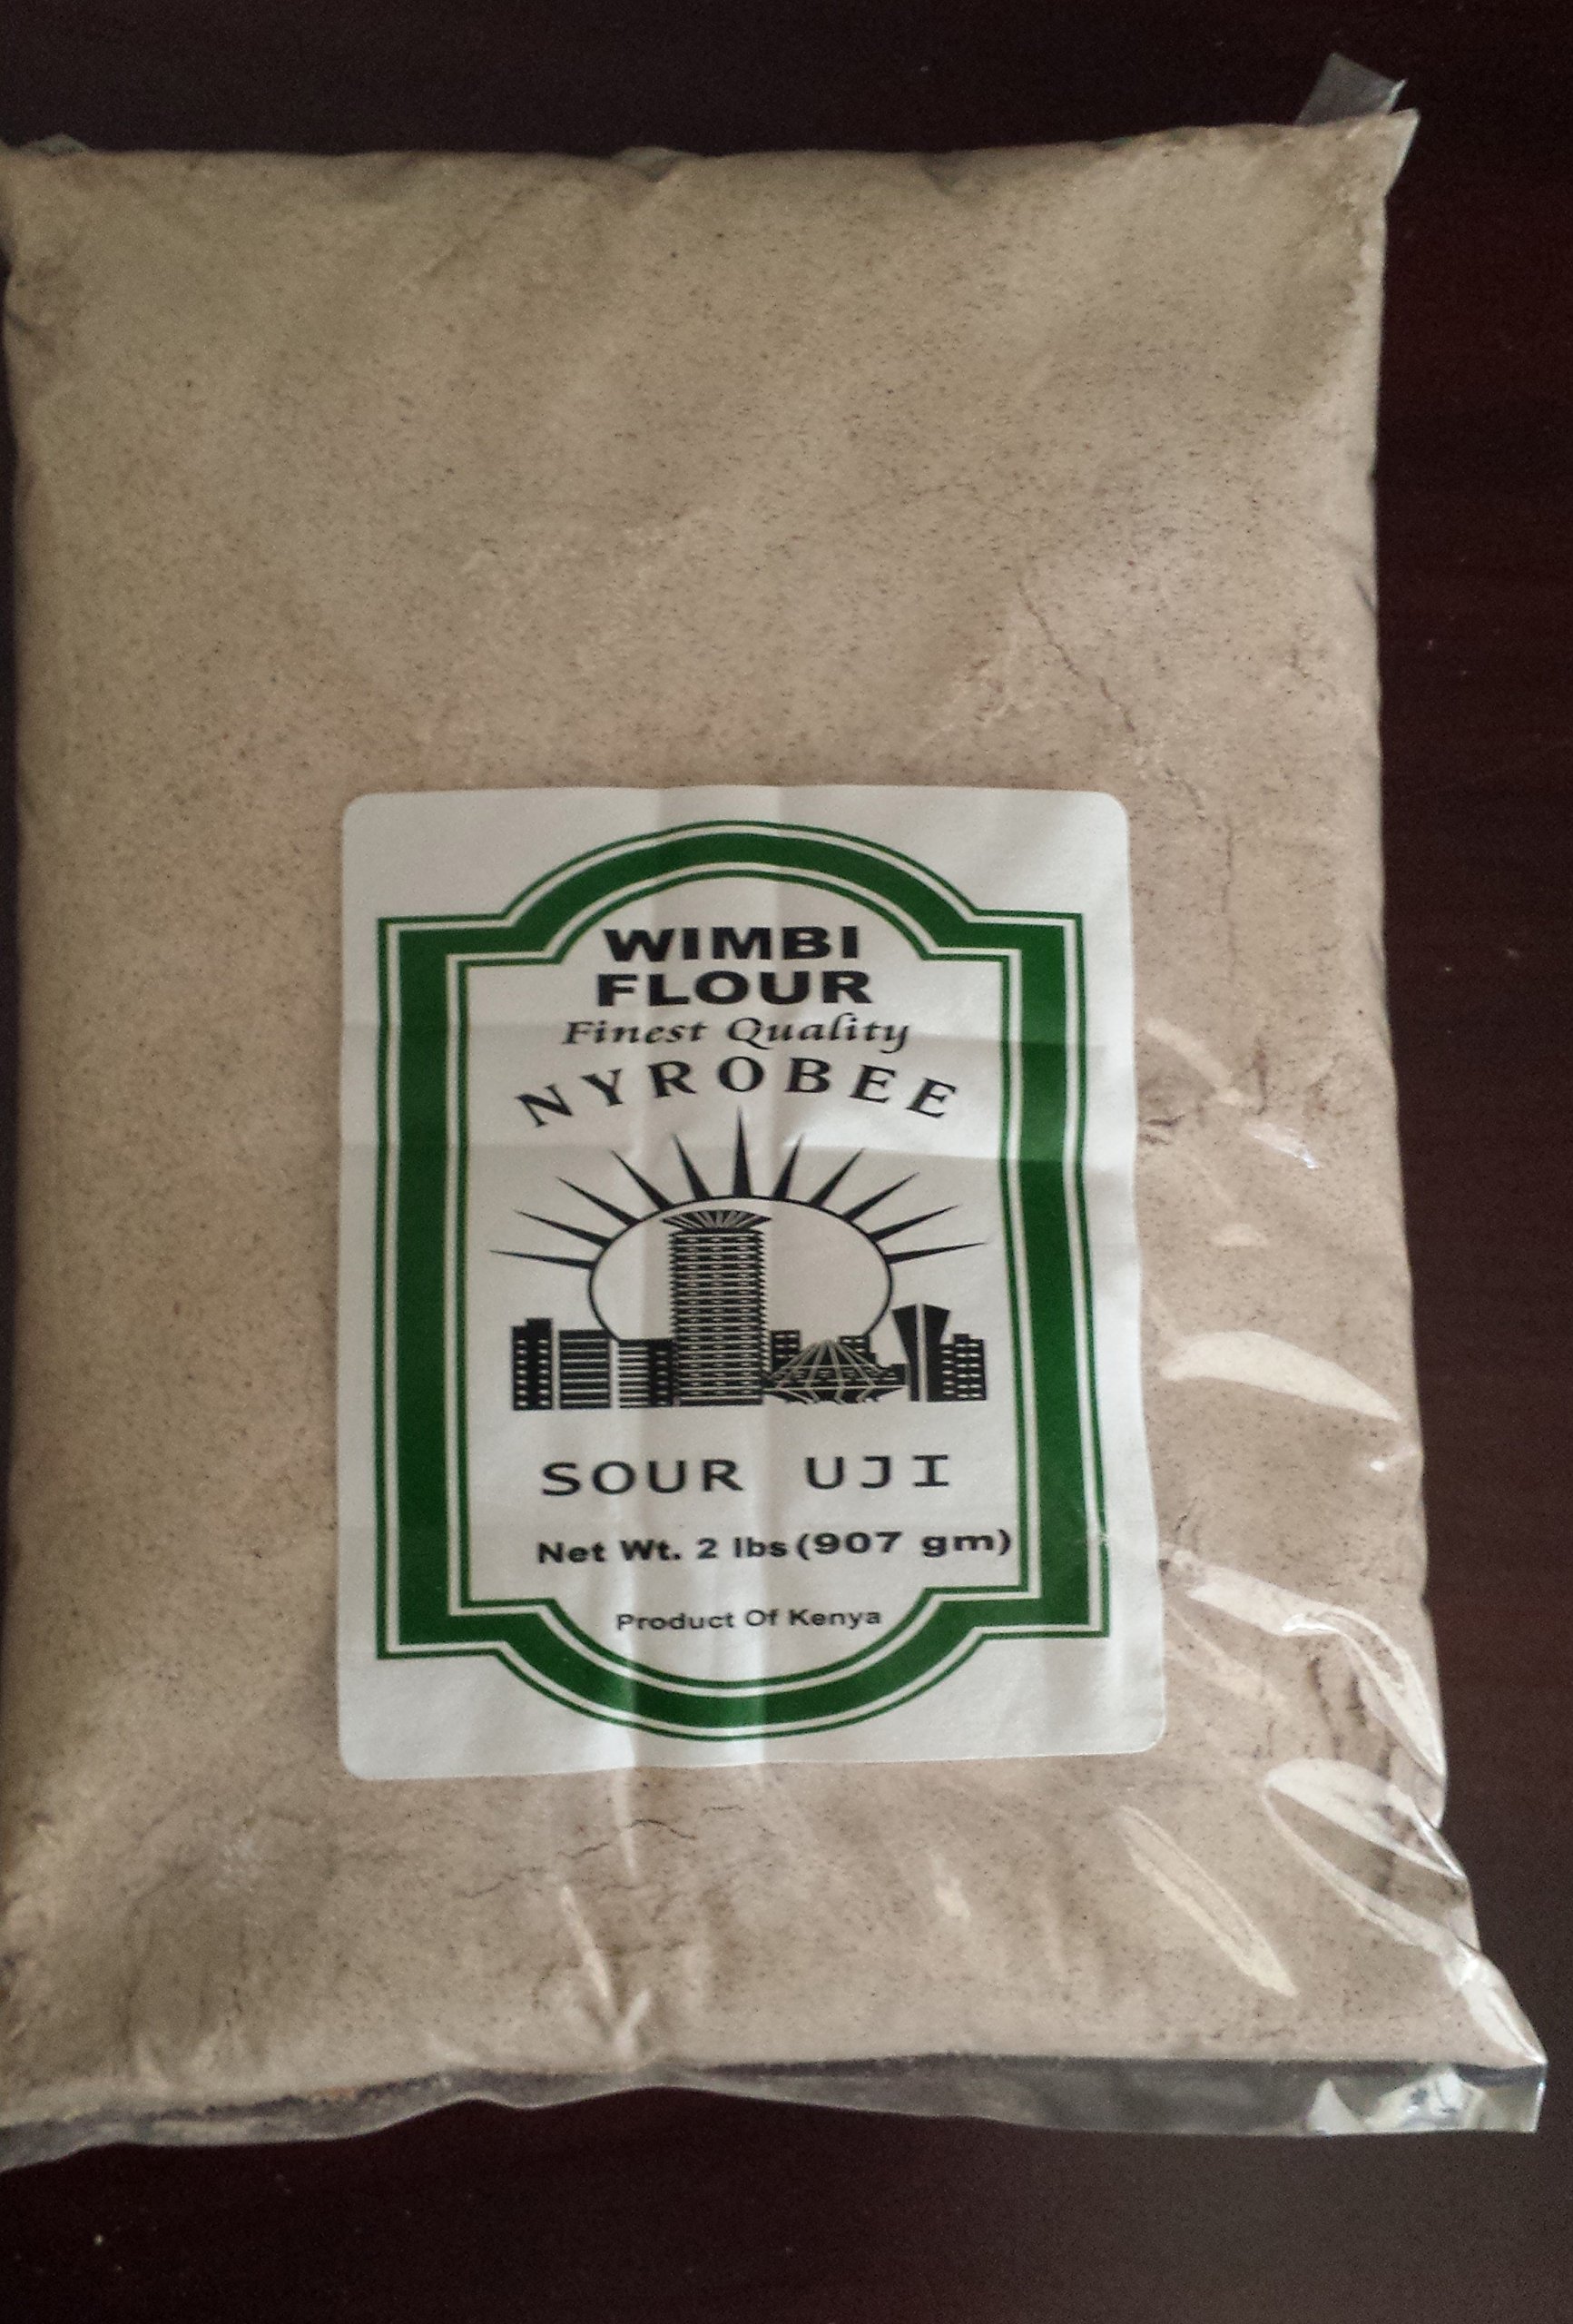 WIMBI
FLOUR
Finest Quality
NYROBEE
SOUR UJI
Net Wt. 2 lbs (907 gm)
Product Of Kenya